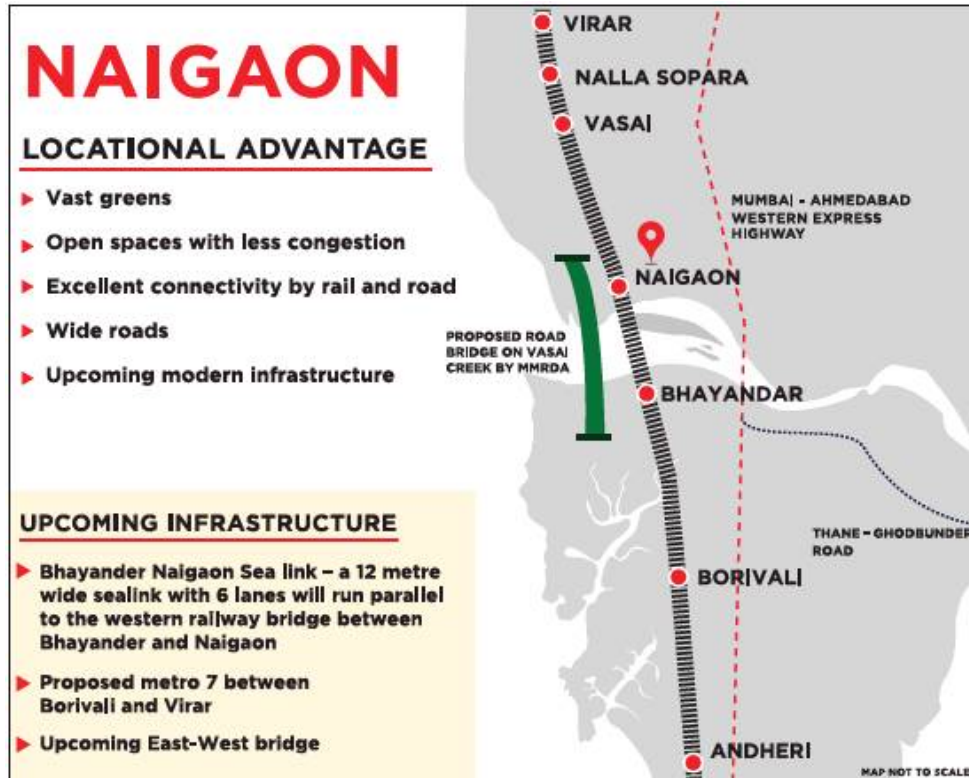 NAIGAON
LOCATIONAL ADVANTAGE
Vast greens
Open spaces with less congestion
Excellent connectivity by rail and road
Wide roads
Upcoming modern infrastructure
UPCOMING INFRASTRUCTURE
Bhayander Naigaon Sea link – a 12 metre
wide sealink with 6 lanes will run parallel
to the western railway bridge between
Bhayander and Naigaon
Proposed metro 7 between
Borivali and Virar
Upcoming East-West bridge
VIRAR
NALLA SOPARA
VASAI
MUMBAI - AHMEDABAD
WESTERN EXPRESS
HIGHWAY
NAIGAON
PROPOSED ROAD
BRIDGE ON VASAI
CREEK BY MMRDA
BHAYANDAR
THANE - GHODBUNDER
ROAD
BORIVALI
ANDHERI
MAP NOT TO SCALE